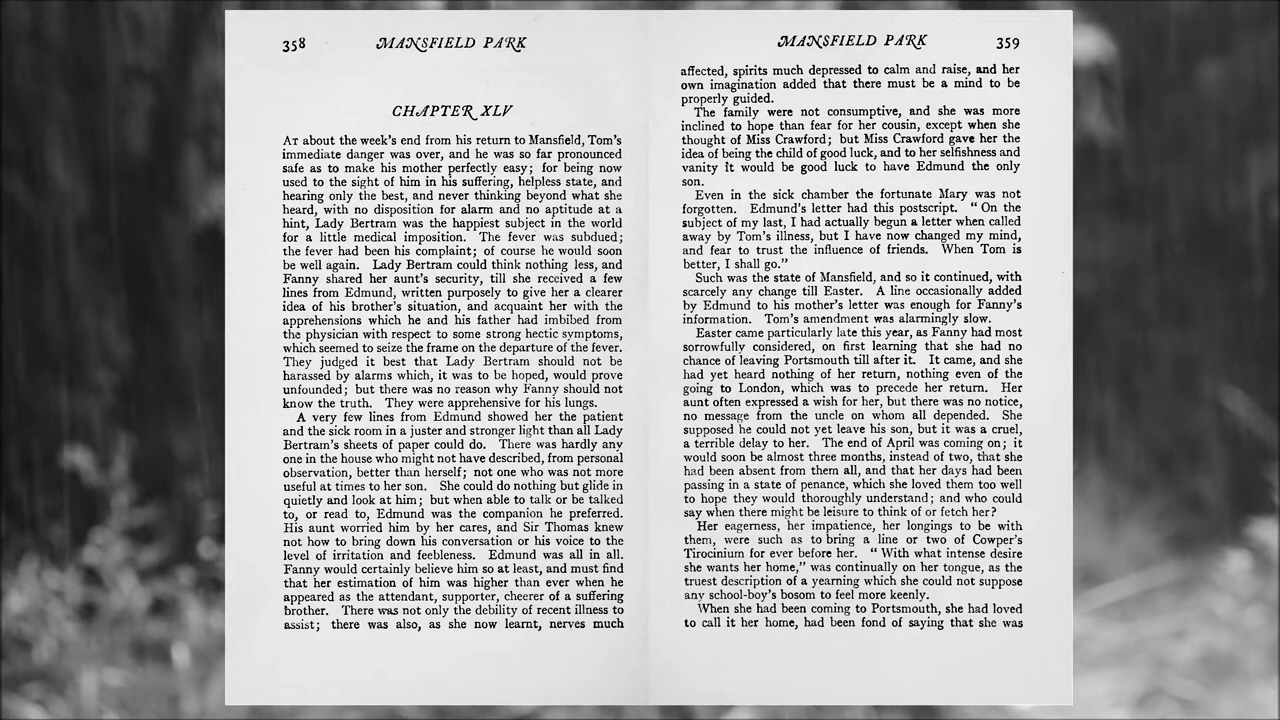 358 MANSFIELD PARK
CHAPTER XLV
AT about the week's end from his return to Mansfield, Tom's
immediate danger was over, and he was so far pronounced
safe as to make his mother perfectly easy; for being now
used to the sight of him in his suffering, helpless state, and
hearing only the best, and never thinking beyond what she
heard, with no disposition for alarm and no aptitude at a
hint, Lady Bertram was the happiest subject in the world
for a little medical imposition. The fever was subdued;
the fever had been his complaint; of course he would soon
be well again. Lady Bertram could think nothing less, and
Fanny shared her aunt's security, till she received a few
lines from Edmund, written purposely to give her a clearer
idea of his brother's situation, and acquaint her with the
apprehensions which he and his father had imbibed from
the physician with respect to some strong hectic symptoms,
which seemed to seize the frame on the departure of the fever.
They judged it best that Lady Bertram should not be
harassed by alarms which, it was to be hoped, would prove
unfounded; but there was no reason why Fanny should not
know the truth. They were apprehensive for his lungs.
A very few lines from Edmund showed her the patient
and the sick room in a juster and stronger light than all Lady
Bertram's sheets of paper could do. There was hardly any
one in the house who might not have described, from personal
observation, better than herself; not one who was not more
useful at times to her son. She could do nothing but glide in
quietly and look at him; but when able to talk or be talked
to, or read to, Edmund was the companion he preferred.
His aunt worried him by her cares, and Sir Thomas knew
not how to bring down his conversation or his voice to the
level of irritation and feebleness. Edmund was all in all.
Fanny would certainly believe him so at least, and must find
that her estimation of him was higher than ever when he
appeared as the attendant, supporter, cheerer of a suffering
brother. There was not only the debility of recent illness to
assist; there was also, as she now learnt, nerves much
MANSFIELD PARK 359
affected, spirits much depressed to calm and raise, and her
own imagination added that there must be a mind to be
properly guided.
The family were not consumptive, and she was more
inclined to hope than fear for her cousin, except when she
thought of Miss Crawford; but Miss Crawford gave her the
idea of being the child of good luck, and to her selfishness and
vanity it would be good luck to have Edmund the only
son.
Even in the sick chamber the fortunate Mary was not
forgotten. Edmund's letter had this postscript. "On the
subject of my last, I had actually begun a letter when called
away by Tom's illness, but I have now changed my mind,
and fear to trust the influence of friends. When Tom is
better, I shall go."
Such was the state of Mansfield, and so it continued, with
scarcely any change till Easter. A line occasionally added
by Edmund to his mother's letter was enough for Fanny's
information. Tom's amendment was alarmingly slow.
Easter came particularly late this year, as Fanny had most
sorrowfully considered, on first learning that she had no
chance of leaving Portsmouth till after it. It came, and she
had yet heard nothing of her return, nothing even of the
going to London, which was to precede her return. Her
aunt often expressed a wish for her, but there was no notice,
no message from the uncle on whom all depended. She
supposed he could not yet leave his son, but it was a cruel,
a terrible delay to her. The end of April was coming on; it
would soon be almost three months, instead of two, that she
had been absent from them all, and that her days had been
passing in a state of penance, which she loved them too well
to hope they would thoroughly understand; and who could
say when there might be leisure to think of or fetch her?
Her eagerness, her impatience, her longings to be with
them, were such as to bring a line or two of Cowper's
Tirocinium for ever before her. "With what intense desire
she wants her home," was continually on her tongue, as the
truest description of a yearning which she could not suppose
any school-boy's bosom to feel more keenly.
When she had been coming to Portsmouth, she had loved
to call it her home, had been fond of saying that she was